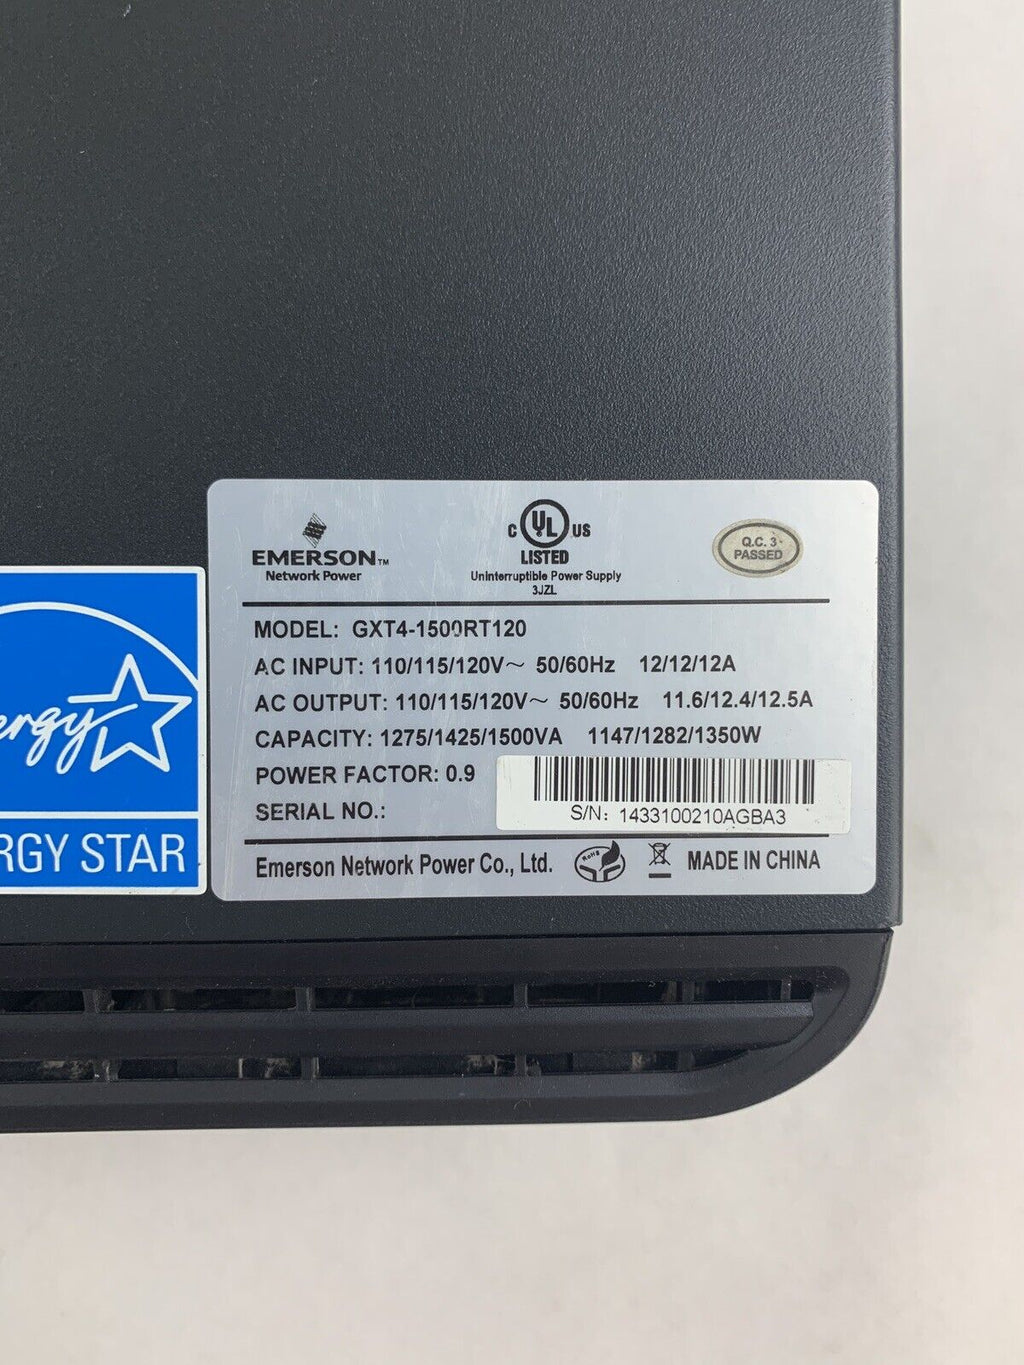 EMERSON™
Network Power
C UL US
LISTED
Uninterruptible Power Supply
3JZL
Q.C. 3
PASSED
MODEL: GXT4-1500RT120
AC INPUT: 110/115/120V~ 50/60Hz 12/12/12A
AC OUTPUT: 110/115/120V~ 50/60Hz 11.6/12.4/12.5A
CAPACITY: 1275/1425/1500VA 1147/1282/1350W
POWER FACTOR: 0.9
SERIAL NO.:
S/N: 1433100210AGBA3
Emerson Network Power Co., Ltd. RoHS MADE IN CHINA
ergy
RGY STAR